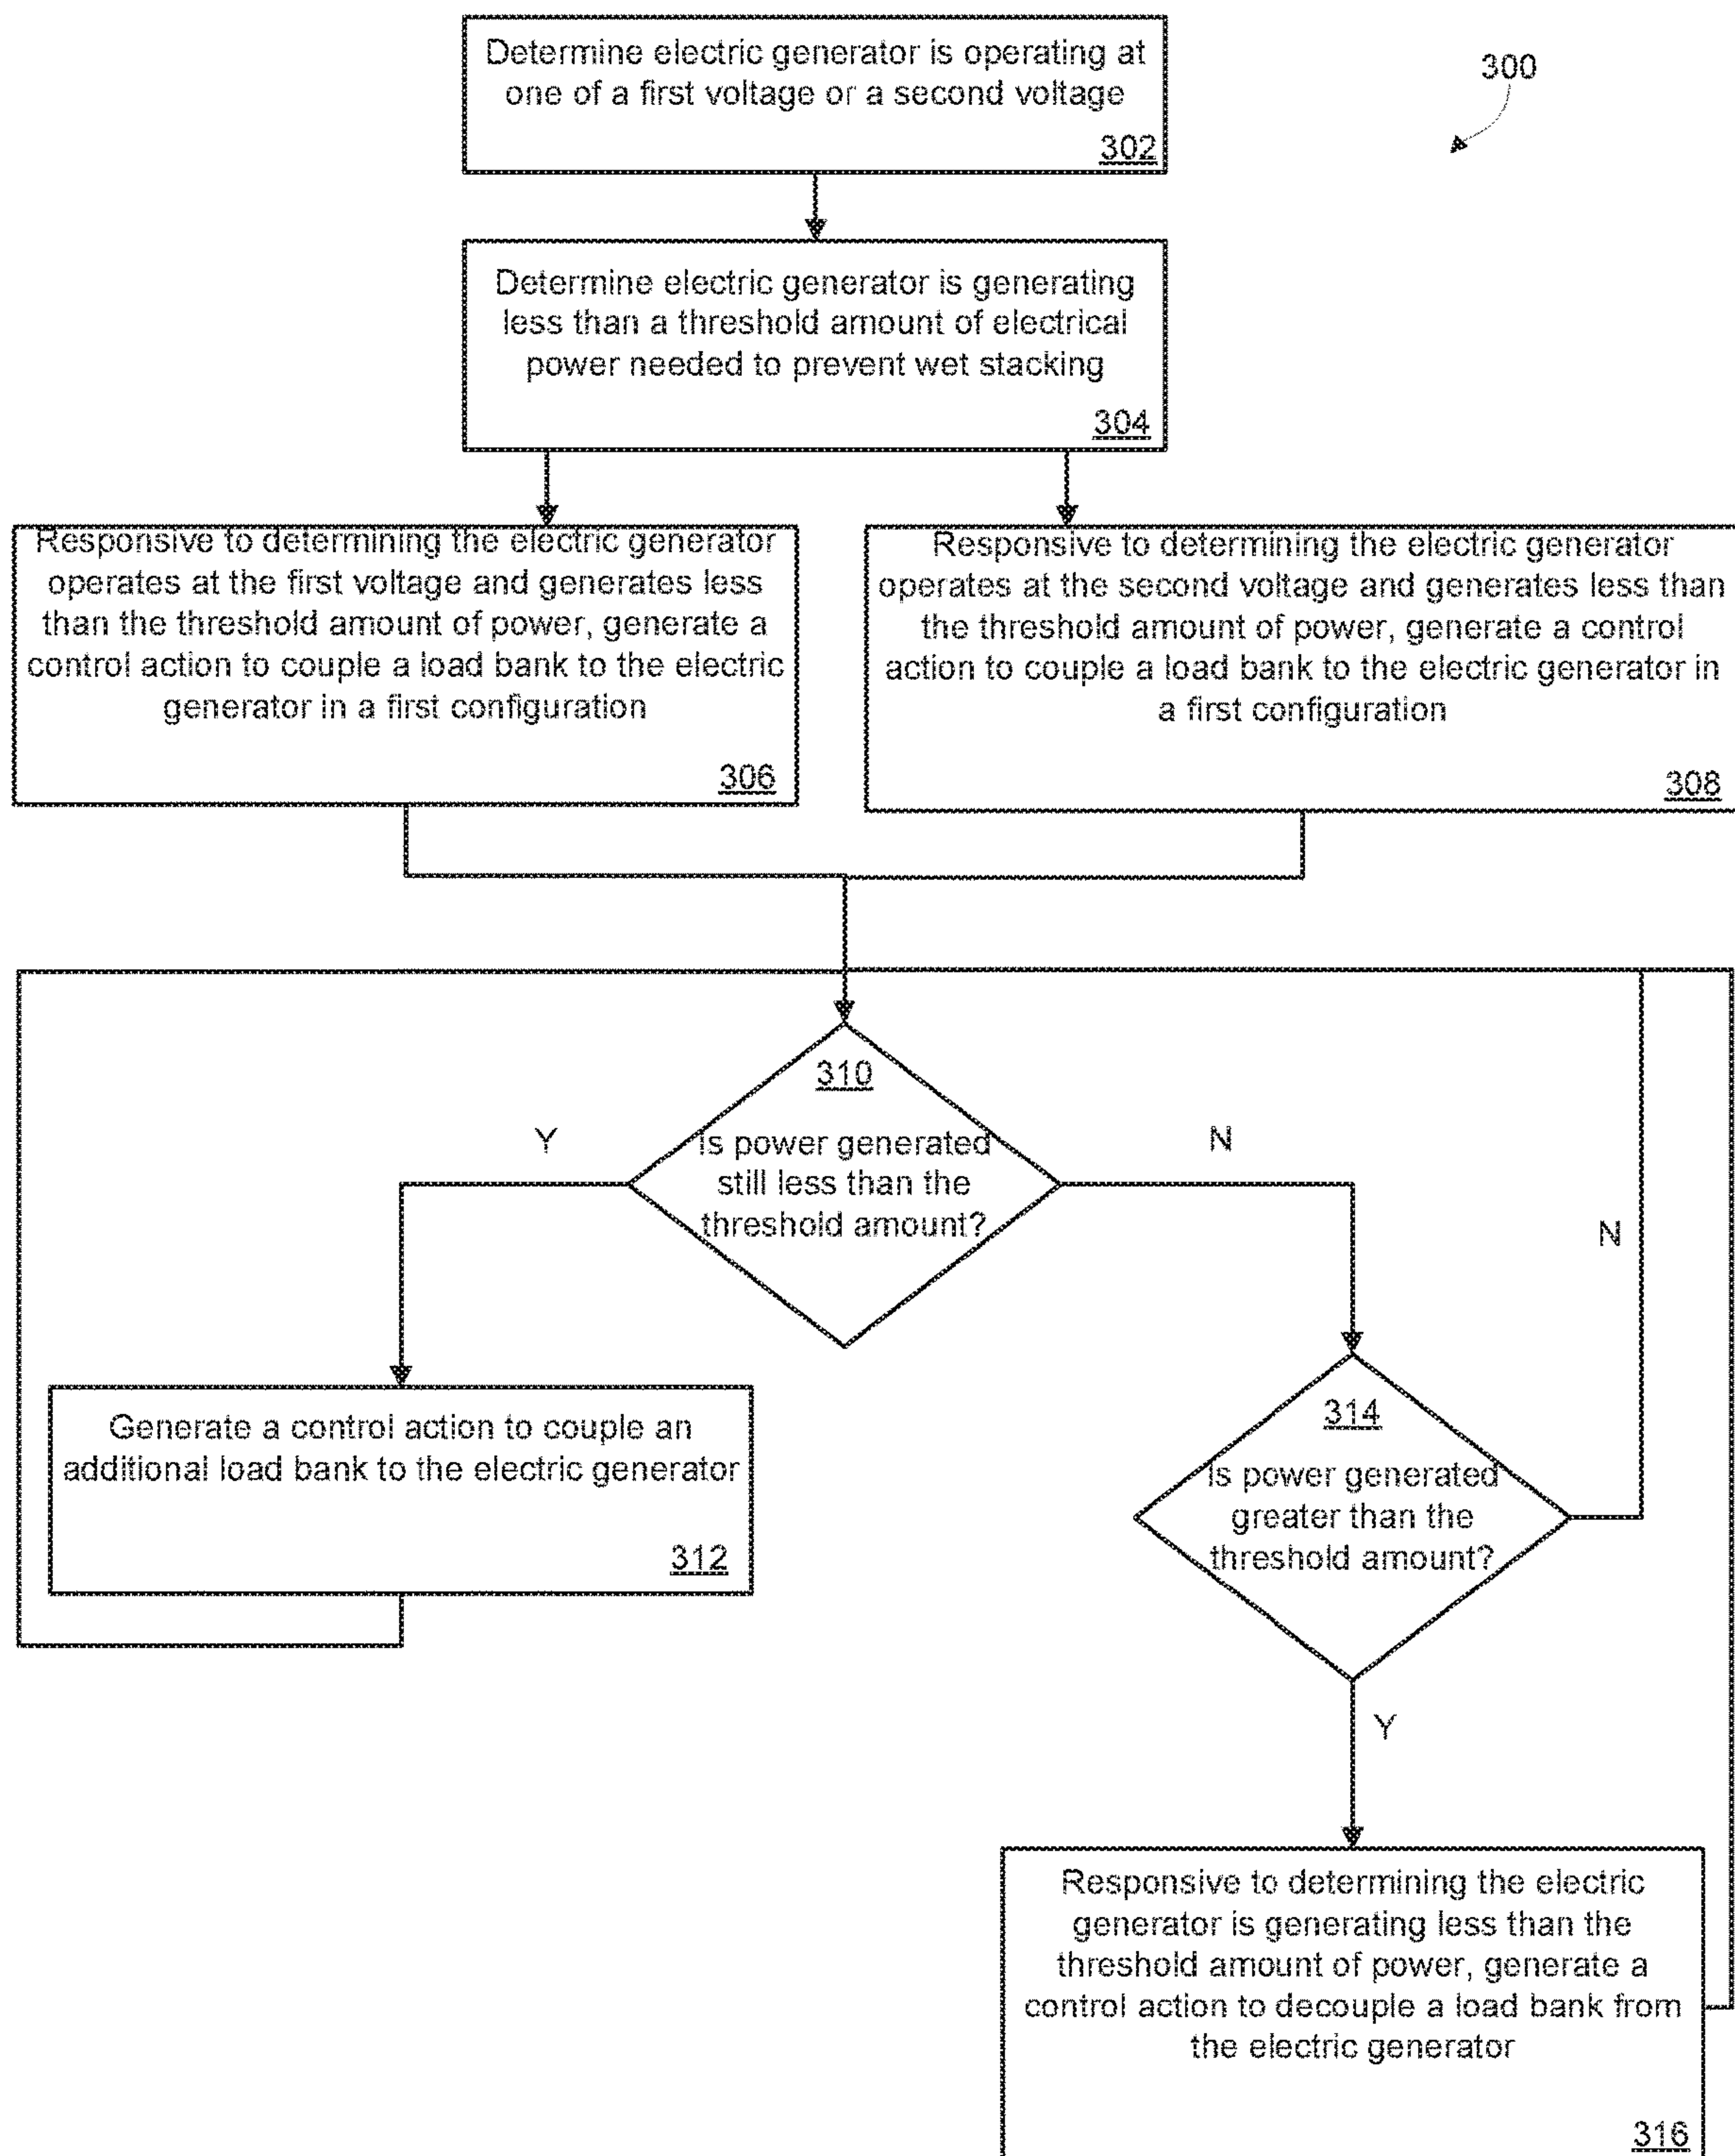 Determine electric generator is operating at
one of a first voltage or a second voltage
302
300
Determine electric generator is generating
less than a threshold amount of electrical
power needed to prevent wet stacking
304
Responsive to determining the electric generator
operates at the first voltage and generates less
than the threshold amount of power, generate a
control action to couple a load bank to the electric
generator in a first configuration
306
Responsive to determining the electric generator
operates at the second voltage and generates less than
the threshold amount of power, generate a control
action to couple a load bank to the electric generator in
a first configuration
308
310
Is power generated
still less than the
threshold amount?
Y
N
N
Generate a control action to couple an
additional load bank to the electric generator
312
314
Is power generated
greater than the
threshold amount?
Y
Responsive to determining the electric
generator is generating less than the
threshold amount of power, generate a
control action to decouple a load bank from
the electric generator
316